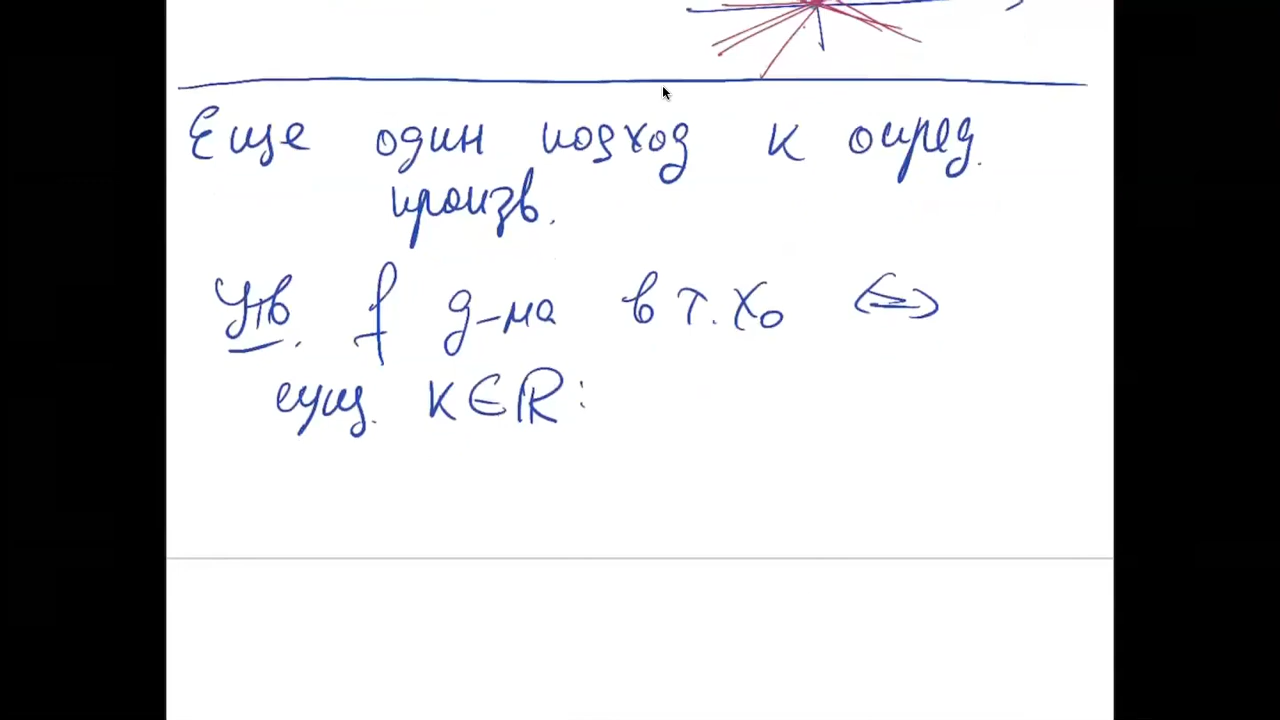 Еще один подход к опред.
произв.
Утв. f д-ма в т. x₀ ⟺
сущ. k∈ℝ: